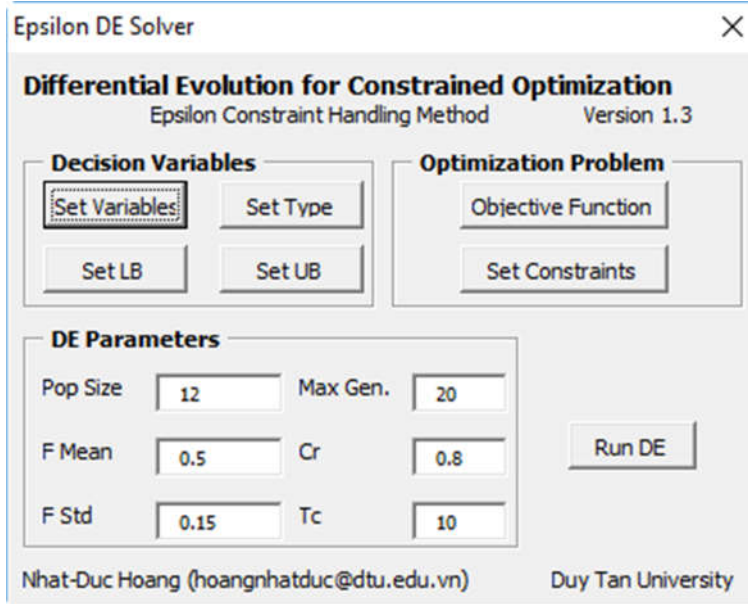 Epsilon DE Solver
Differential Evolution for Constrained Optimization
Epsilon Constraint Handling Method Version 1.3
Decision Variables Optimization Problem
Set Variables Set Type Objective Function
Set LB Set UB Set Constraints
DE Parameters
Pop Size 12 Max Gen. 20
F Mean 0.5 Cr 0.8 Run DE
F Std 0.15 Tc 10
Nhat-Duc Hoang (hoangnhatduc@dtu.edu.vn) Duy Tan University